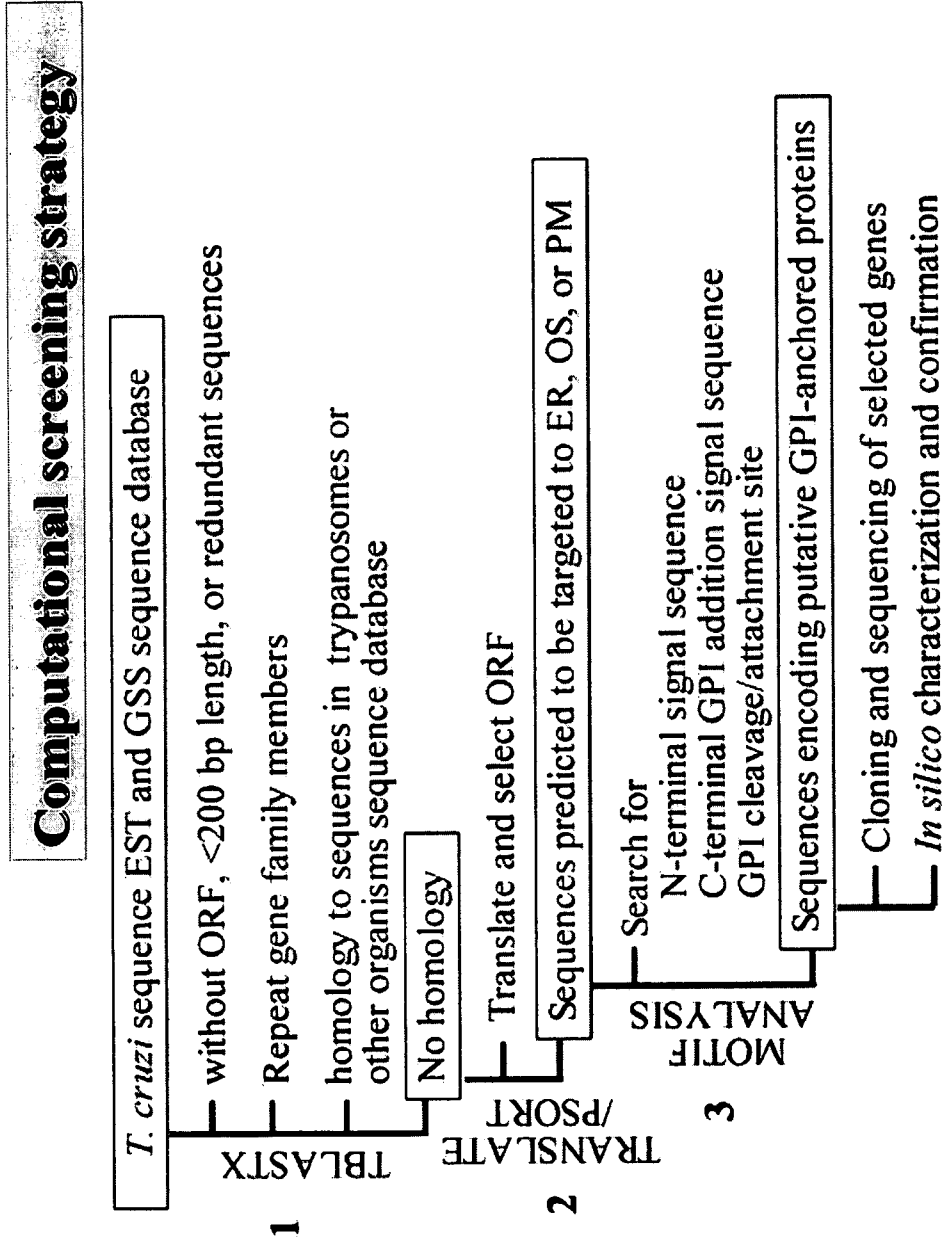 Computational screening strategy
T. cruzi sequence EST and GSS sequence database
1
TBLASTX
without ORF, <200 bp length, or redundant sequences
Repeat gene family members
homology to sequences in trypanosomes or
other organisms sequence database
No homology
2
TRANSLATE
/PSORT
Translate and select ORF
Sequences predicted to be targeted to ER, OS, or PM
3
MOTIF
ANALYSIS
Search for
N-terminal signal sequence
C-terminal GPI addition signal sequence
GPI cleavage/attachment site
Sequences encoding putative GPI-anchored proteins
Cloning and sequencing of selected genes
In silico characterization and confirmation